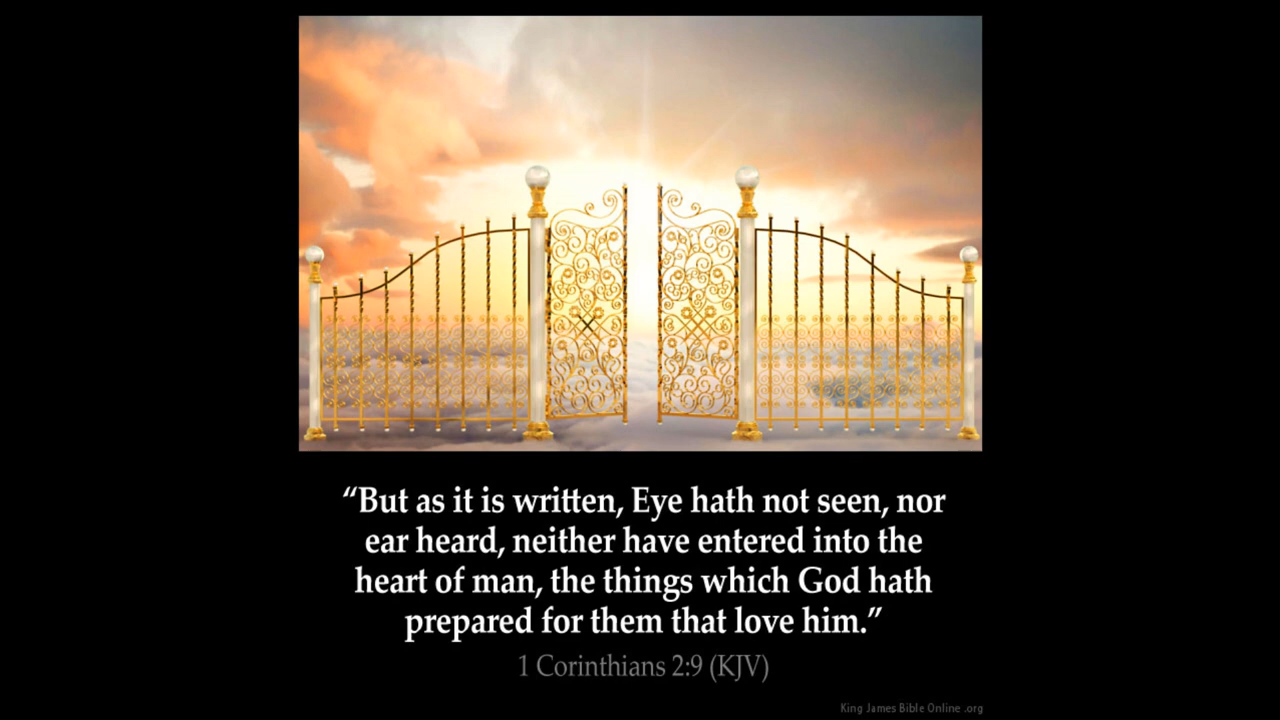 “But as it is written, Eye hath not seen, nor
ear heard, neither have entered into the
heart of man, the things which God hath
prepared for them that love him.”
1 Corinthians 2:9 (KJV)
King James Bible Online .org